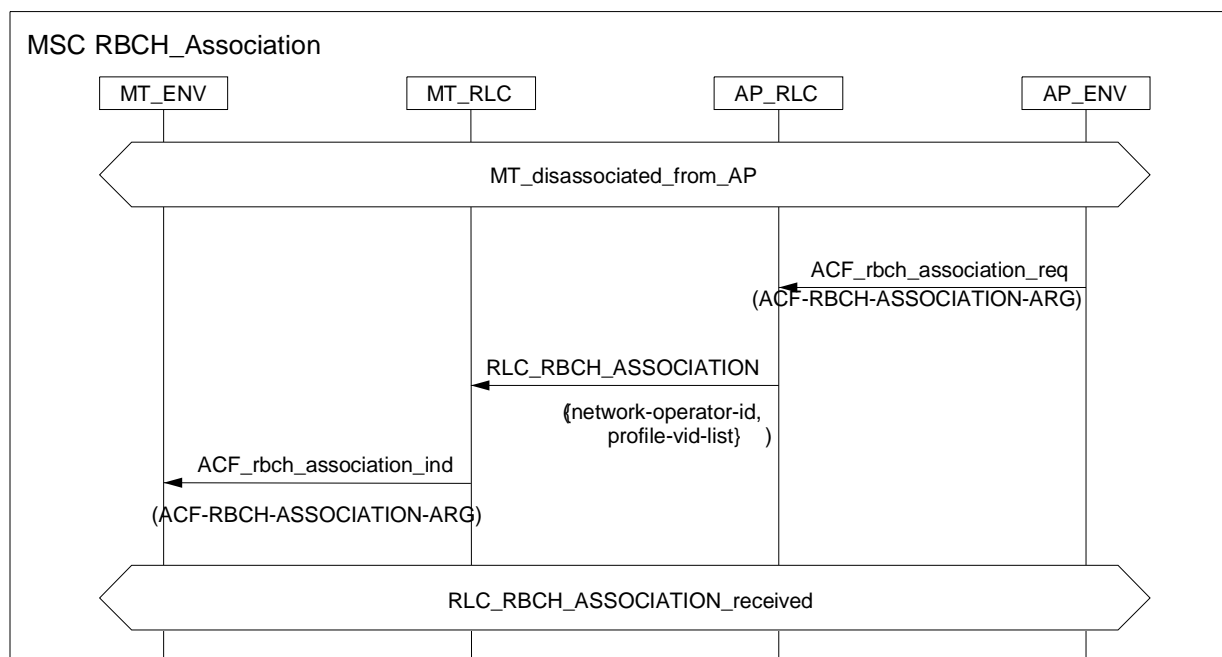 MSC RBCH_Association
MT_ENV MT_RLC AP_RLC AP_ENV
MT_disassociated_from_AP
ACF_rbch_association_req
(ACF-RBCH-ASSOCIATION-ARG)
RLC_RBCH_ASSOCIATION
({network-operator-id,
profile-vid-list} )
ACF_rbch_association_ind
(ACF-RBCH-ASSOCIATION-ARG)
RLC_RBCH_ASSOCIATION_received